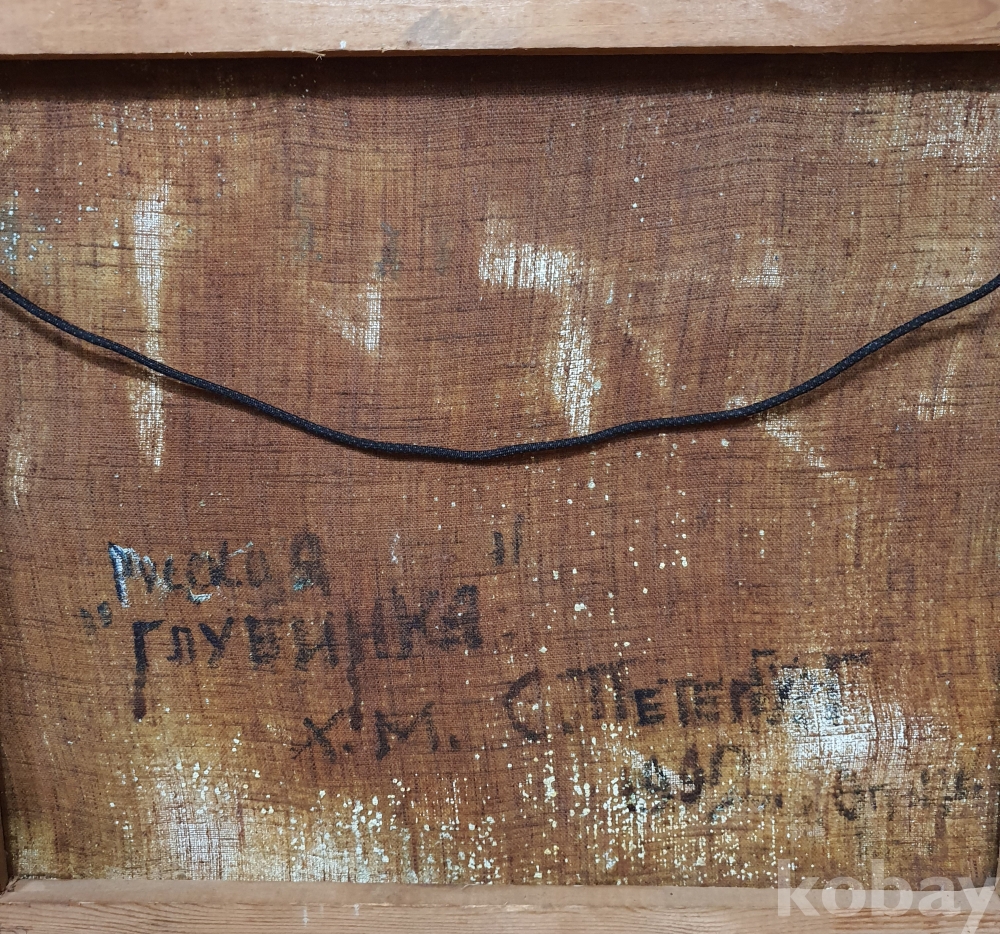 Русская "
„ глубинка
х.м. С. Петербург
kobay